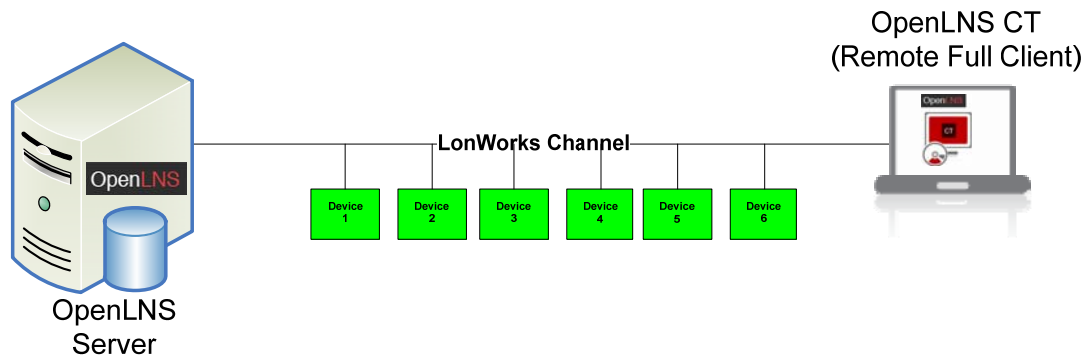 OpenLNS CT
(Remote Full Client)
OpenLNS
CT
LonWorks Channel
OpenLNS
Device
1
Device
2
Device
3
Device
4
Device
5
Device
6
OpenLNS
Server